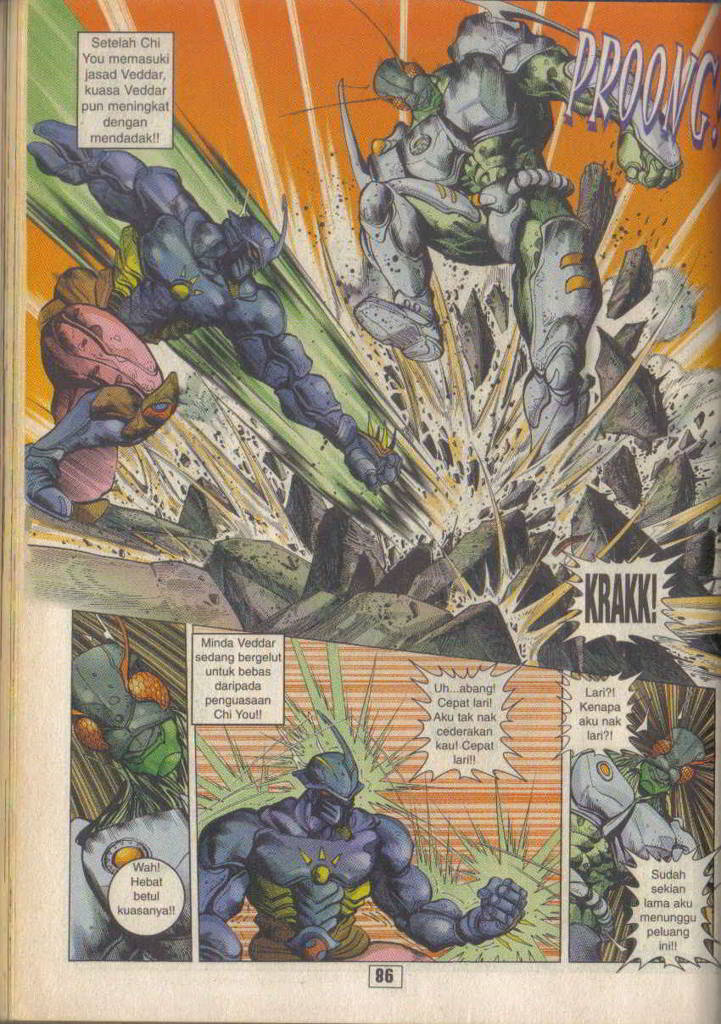 Setelah Chi
You memasuki
jasad Veddar,
kuasa Veddar
pun meningkat
dengan
mendadak!!
PROONG!
KRAKK!
Wah!
Hebat
betul
kuasanya!!
Minda Veddar
sedang bergelut
untuk bebas
daripada
penguasaan
Chi You!!
Uh...abang!
Cepat lari!
Aku tak nak
cederakan
kau! Cepat
lari!!
Lari?!
Kenapa
aku nak
lari?!
Sudah
sekian
lama aku
menunggu
peluang
ini!!
86